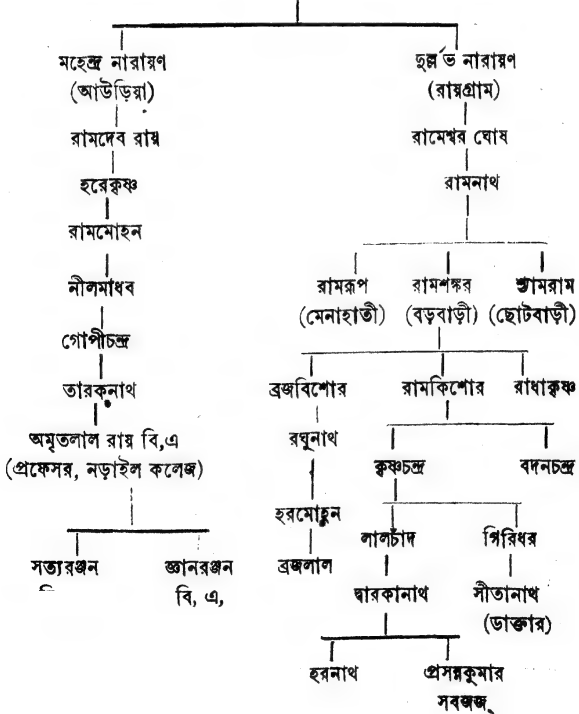 মহেন্দ্র নারায়ণ দুর্ল্লভ নারায়ণ
(আউড়িয়া) (রায়গ্রাম)
রামদেব রায় রামেশ্বর ঘোষ
হরেকৃষ্ণ রামনাথ
রামমোহন
নীলমাধব রামরূপ রামশঙ্কর শ্যামরাম
(মেনাহাতী) (বড়বাড়ী) (ছোটবাড়ী)
গোপীচন্দ্র
তারকনাথ ব্রজবিশোর রামকিশোর রাধাকৃষ্ণ
অমৃতলাল রায় বি,এ রঘুনাথ
(প্রফেসর, নড়াইল কলেজ) কৃষ্ণচন্দ্র বদনচন্দ্র
হরমোহন
লালচাঁদ গিরিধর
সত্যরঞ্জন জ্ঞানরঞ্জন ব্রজলাল
বি, এ, দ্বারকানাথ সীতানাথ
(ডাক্তার)
হরনাথ প্রসন্নকুমার
সবজজ্